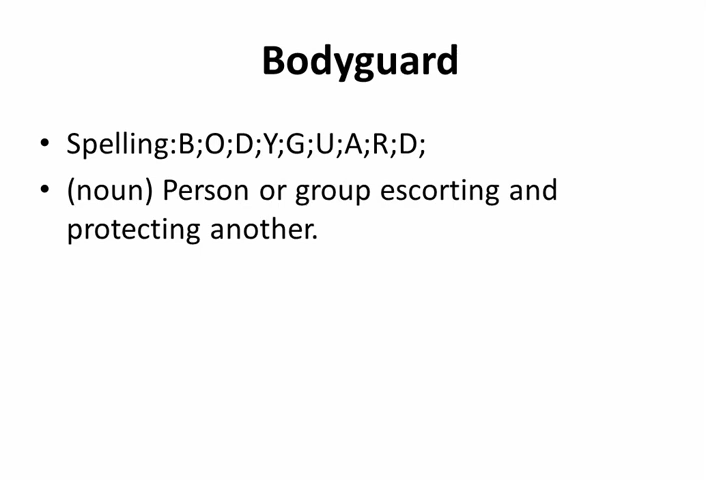 Bodyguard
• Spelling:B;O;D;Y;G;U;A;R;D;
• (noun) Person or group escorting and
protecting another.